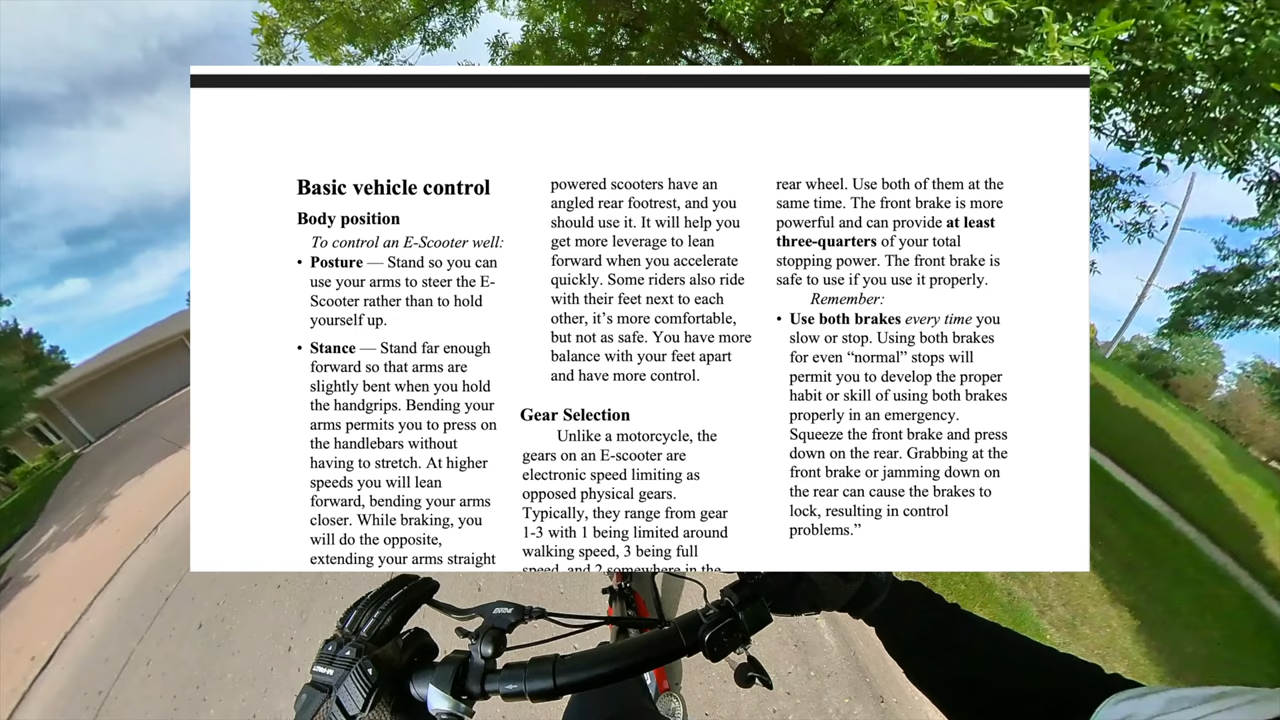 Basic vehicle control
Body position
To control an E-Scooter well:
• Posture — Stand so you can
use your arms to steer the E-
Scooter rather than to hold
yourself up.
• Stance — Stand far enough
forward so that arms are
slightly bent when you hold
the handgrips. Bending your
arms permits you to press on
the handlebars without
having to stretch. At higher
speeds you will lean
forward, bending your arms
closer. While braking, you
will do the opposite,
extending your arms straight
powered scooters have an
angled rear footrest, and you
should use it. It will help you
get more leverage to lean
forward when you accelerate
quickly. Some riders also ride
with their feet next to each
other, it’s more comfortable,
but not as safe. You have more
balance with your feet apart
and have more control.
Gear Selection
Unlike a motorcycle, the
gears on an E-scooter are
electronic speed limiting as
opposed physical gears.
Typically, they range from gear
1-3 with 1 being limited around
walking speed, 3 being full
speed, and 2 somewhere in the
rear wheel. Use both of them at the
same time. The front brake is more
powerful and can provide at least
three-quarters of your total
stopping power. The front brake is
safe to use if you use it properly.
Remember:
• Use both brakes every time you
slow or stop. Using both brakes
for even “normal” stops will
permit you to develop the proper
habit or skill of using both brakes
properly in an emergency.
Squeeze the front brake and press
down on the rear. Grabbing at the
front brake or jamming down on
the rear can cause the brakes to
lock, resulting in control
problems.”